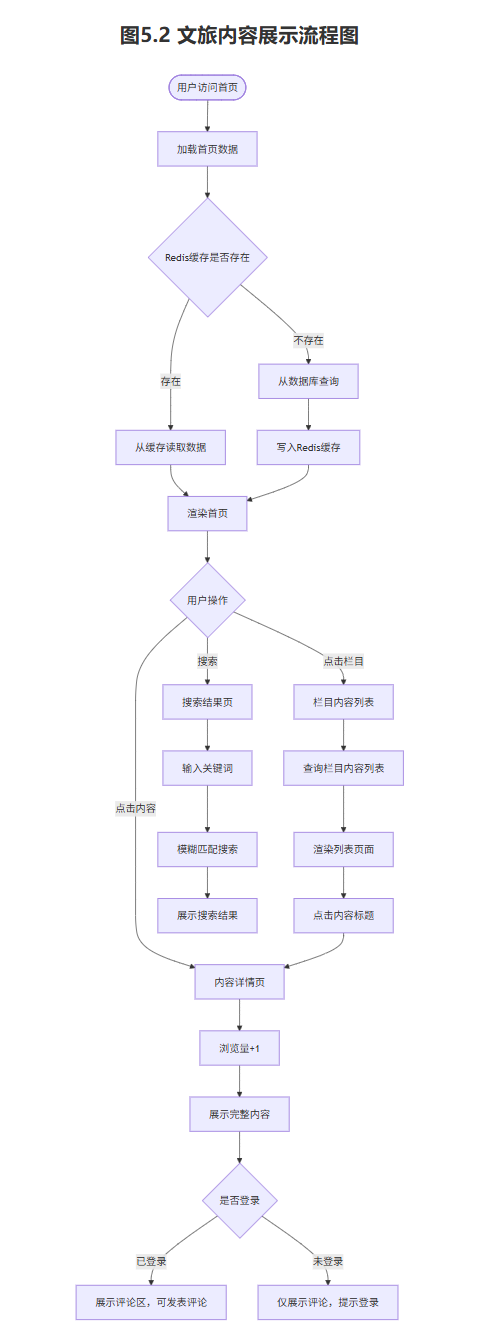 图5.2 文旅内容展示流程图
用户访问首页
加载首页数据
Redis缓存是否存在
不存在
存在
从数据库查询
从缓存读取数据
写入Redis缓存
渲染首页
用户操作
搜索
点击栏目
搜索结果页
栏目内容列表
输入关键词
查询栏目内容列表
点击内容
模糊匹配搜索
渲染列表页面
展示搜索结果
点击内容标题
内容详情页
浏览量+1
展示完整内容
是否登录
已登录
未登录
展示评论区，可发表评论
仅展示评论，提示登录